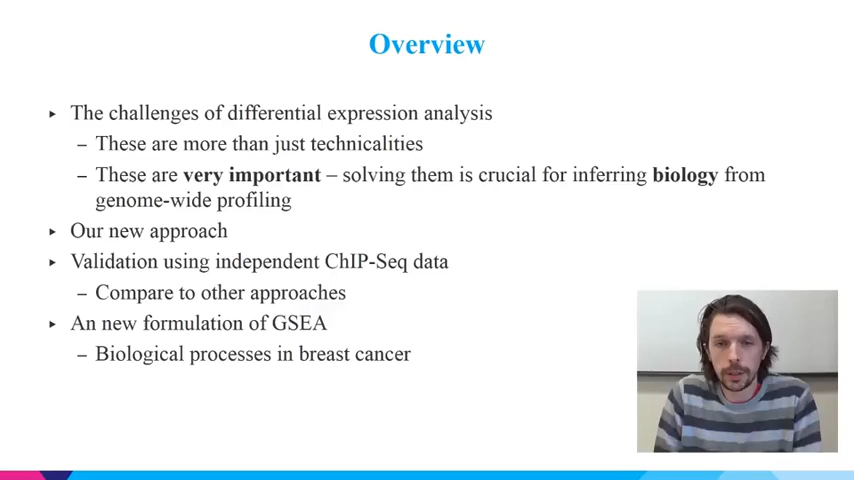 Overview
▸ The challenges of differential expression analysis
– These are more than just technicalities
– These are very important – solving them is crucial for inferring biology from
genome-wide profiling
▸ Our new approach
▸ Validation using independent ChIP-Seq data
– Compare to other approaches
▸ An new formulation of GSEA
– Biological processes in breast cancer